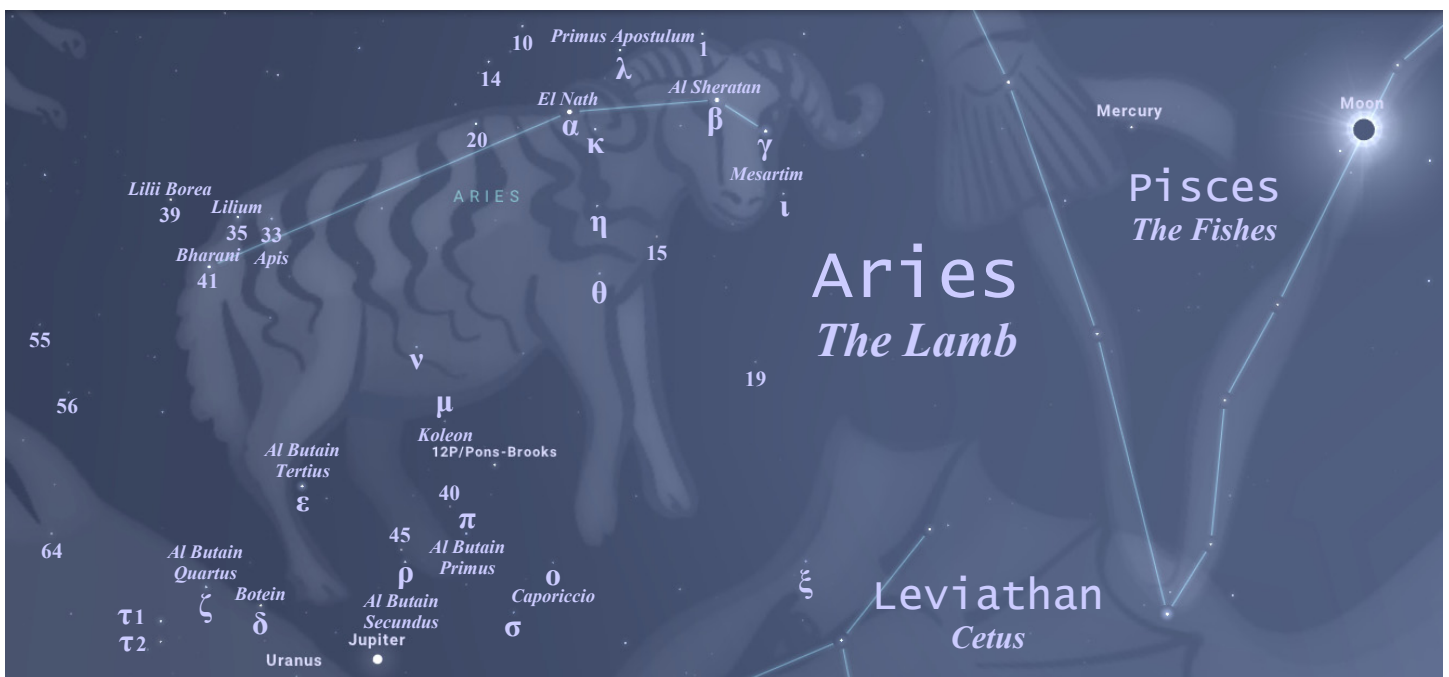 10
Primus Apostulum
1
λ
14
El Nath
Al Sheratan
α
β
κ
γ
20
Mesartim
ι
ARIES
Lilii Borea
39
Lilium
35
33
Bharani
Apis
41
η
15
θ
Mercury
Moon
Pisces
The Fishes
Aries
The Lamb
55
56
ν
μ
Koleon
12P/Pons-Brooks
19
Al Butain
Tertius
ε
40
π
45
Al Butain
Primus
64
Al Butain
Quartus
ζ
Botein
δ
ρ
Al Butain
Secundus
ο
Caporiccio
σ
ξ
τ1
τ2
Jupiter
Uranus
Leviathan
Cetus